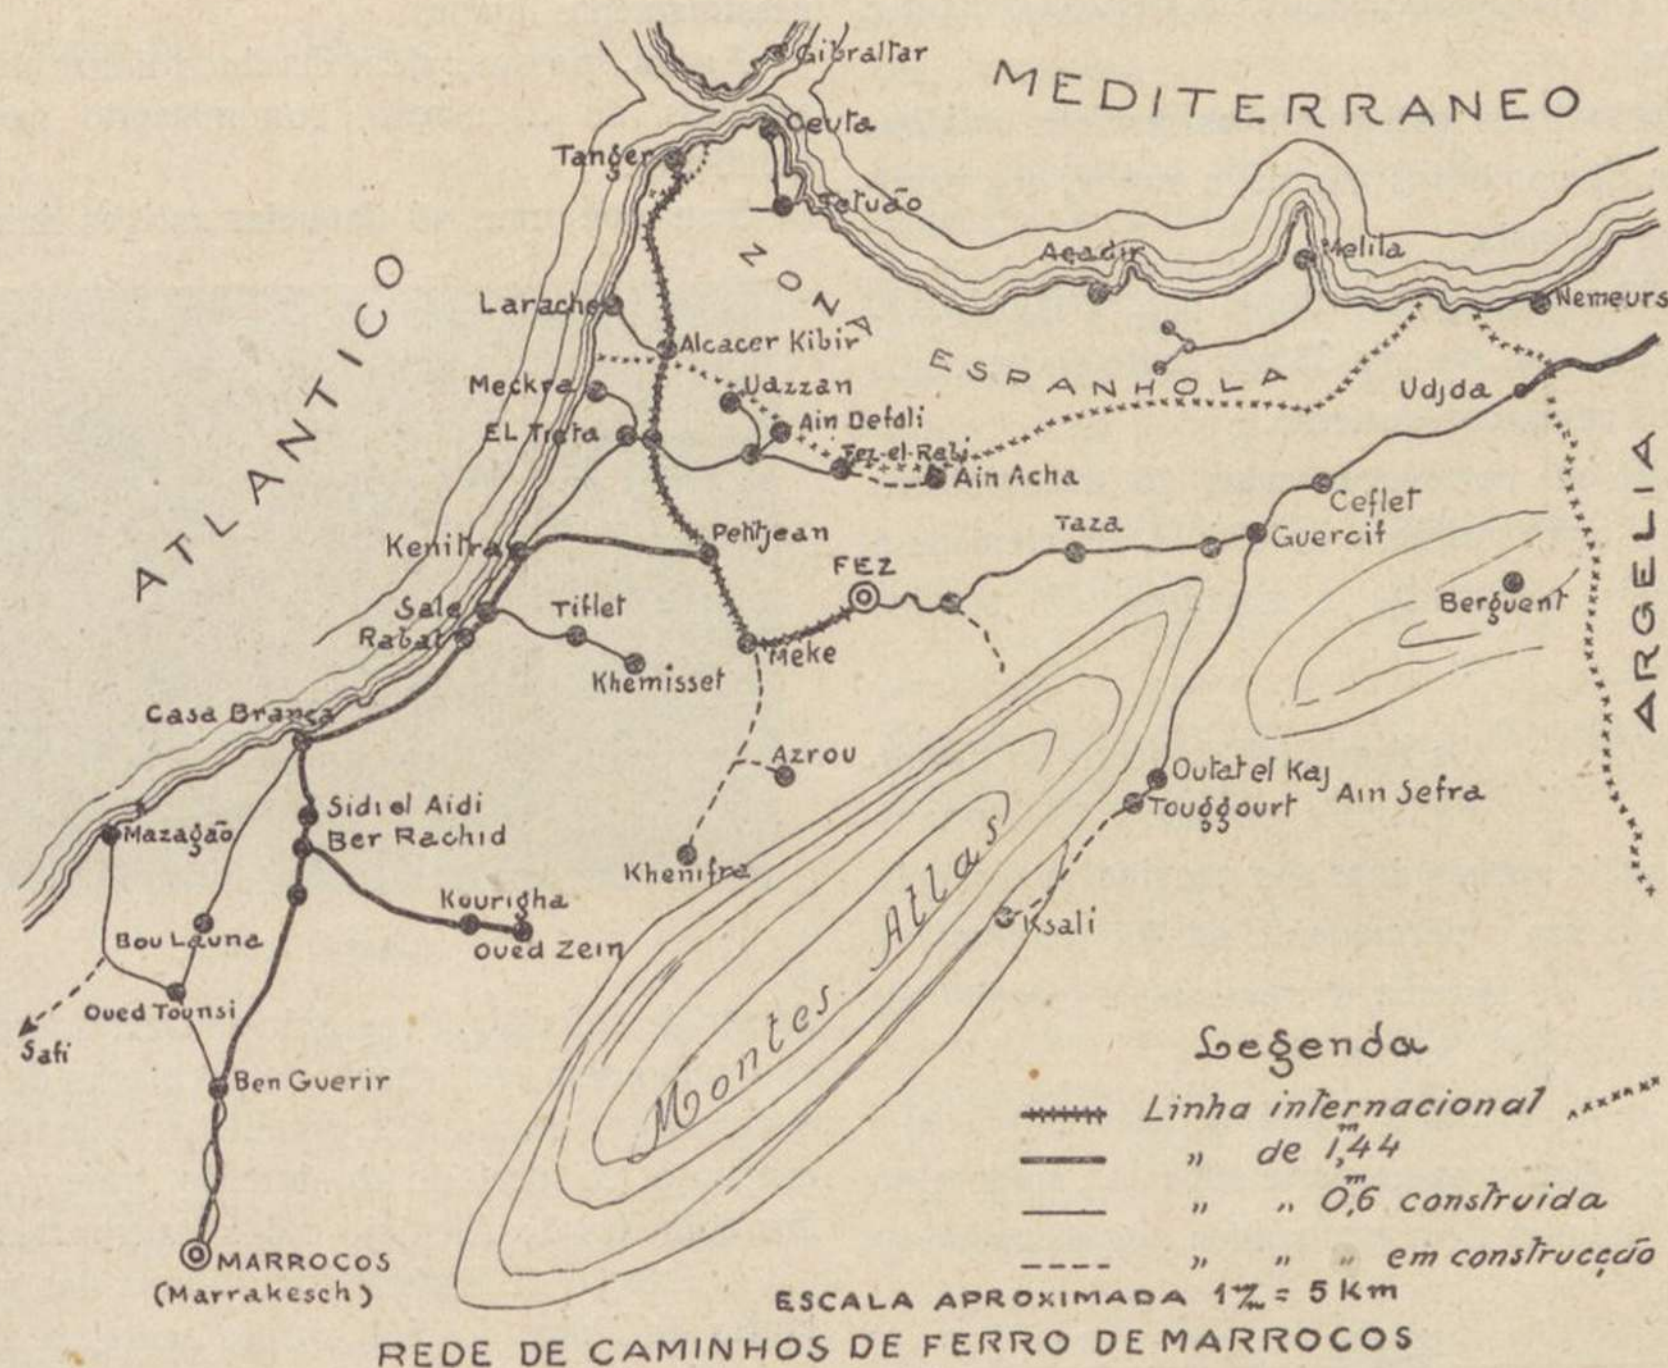 Gibraltar
MEDITERRANEO
Ceuta
Tanger
Tetuão
ATLANTICO
ZONA
ESPANHOLA
Melila
Nemeurs
Larache
Alcacer Kibir
Meckra
Uazzan
Udjda
Ain Defali
EL Tleta
Fez-el-Bali
Ain Acha
ARGELIA
Ceflet
Taza
Guercif
Kenitra
Petitjean
FEZ
Berguent
Sale
Tiflet
Rabat
Meke
Khemisset
Casa Branca
Azrou
Outat el Kaj
Ain Sefra
Touggourt
Sidi el Aidi
Mazagão
Ber Rachid
Khenifra
Kourigha
Ksali
Bou Launa
Oued Zein
Montes Atlas
Oued Tounsi
Safi
Ben Guerir
MARROCOS
(Marrakesch)
Legenda
Linha internacional
" de 1,44 m
" " 0,6 m construida
" " " em construcção
ESCALA APROXIMADA 1 m/m = 5 Km
REDE DE CAMINHOS DE FERRO DE MARROCOS